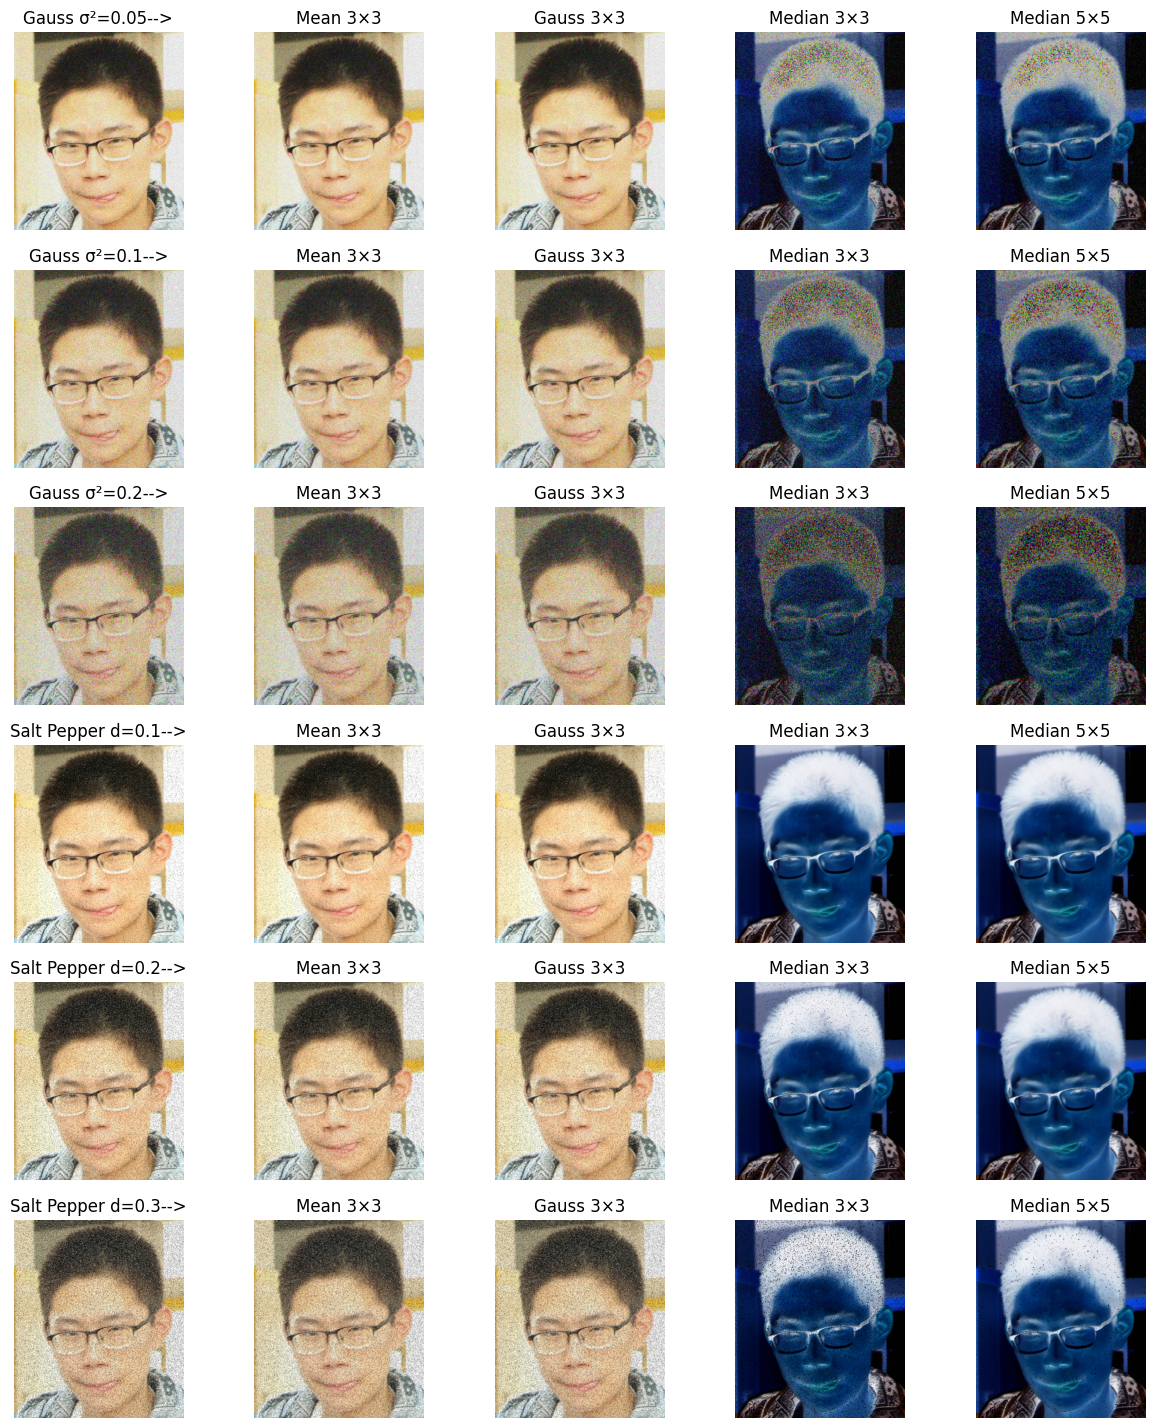 Gauss σ²=0.05-->
Mean 3×3
Gauss 3×3
Median 3×3
Median 5×5
Gauss σ²=0.1-->
Mean 3×3
Gauss 3×3
Median 3×3
Median 5×5
Gauss σ²=0.2-->
Mean 3×3
Gauss 3×3
Median 3×3
Median 5×5
Salt Pepper d=0.1-->
Mean 3×3
Gauss 3×3
Median 3×3
Median 5×5
Salt Pepper d=0.2-->
Mean 3×3
Gauss 3×3
Median 3×3
Median 5×5
Salt Pepper d=0.3-->
Mean 3×3
Gauss 3×3
Median 3×3
Median 5×5